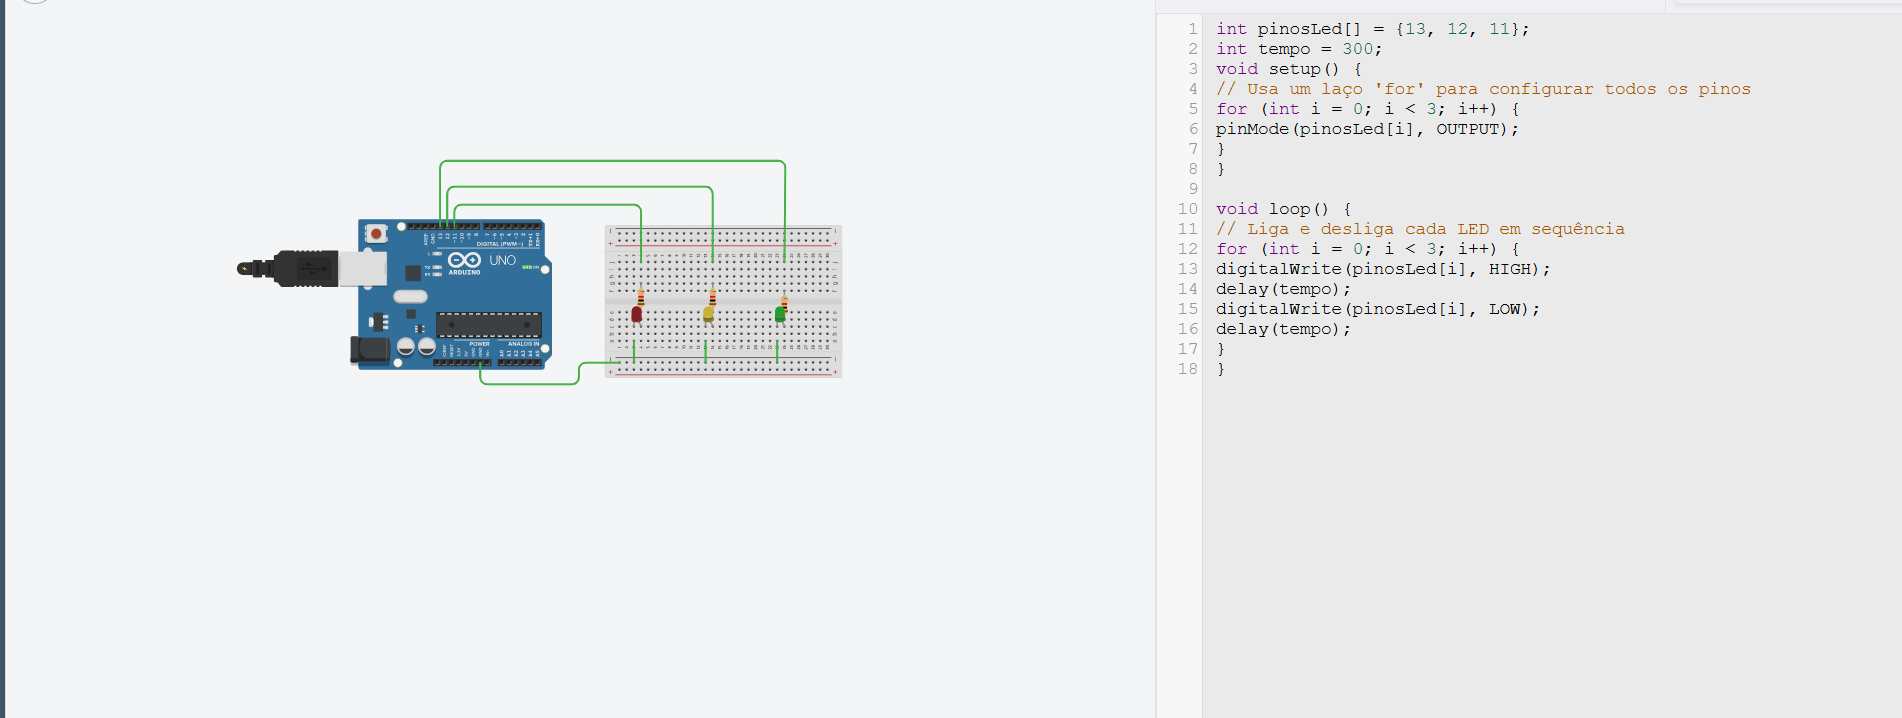 DIGITAL (PWM~)
UNO
ARDUINO
POWER
ANALOG IN
1 int pinosLed[] = {13, 12, 11};
2 int tempo = 300;
3 void setup() {
4 // Usa um laço 'for' para configurar todos os pinos
5 for (int i = 0; i < 3; i++) {
6 pinMode(pinosLed[i], OUTPUT);
7 }
8 }
9
10 void loop() {
11 // Liga e desliga cada LED em sequência
12 for (int i = 0; i < 3; i++) {
13 digitalWrite(pinosLed[i], HIGH);
14 delay(tempo);
15 digitalWrite(pinosLed[i], LOW);
16 delay(tempo);
17 }
18 }